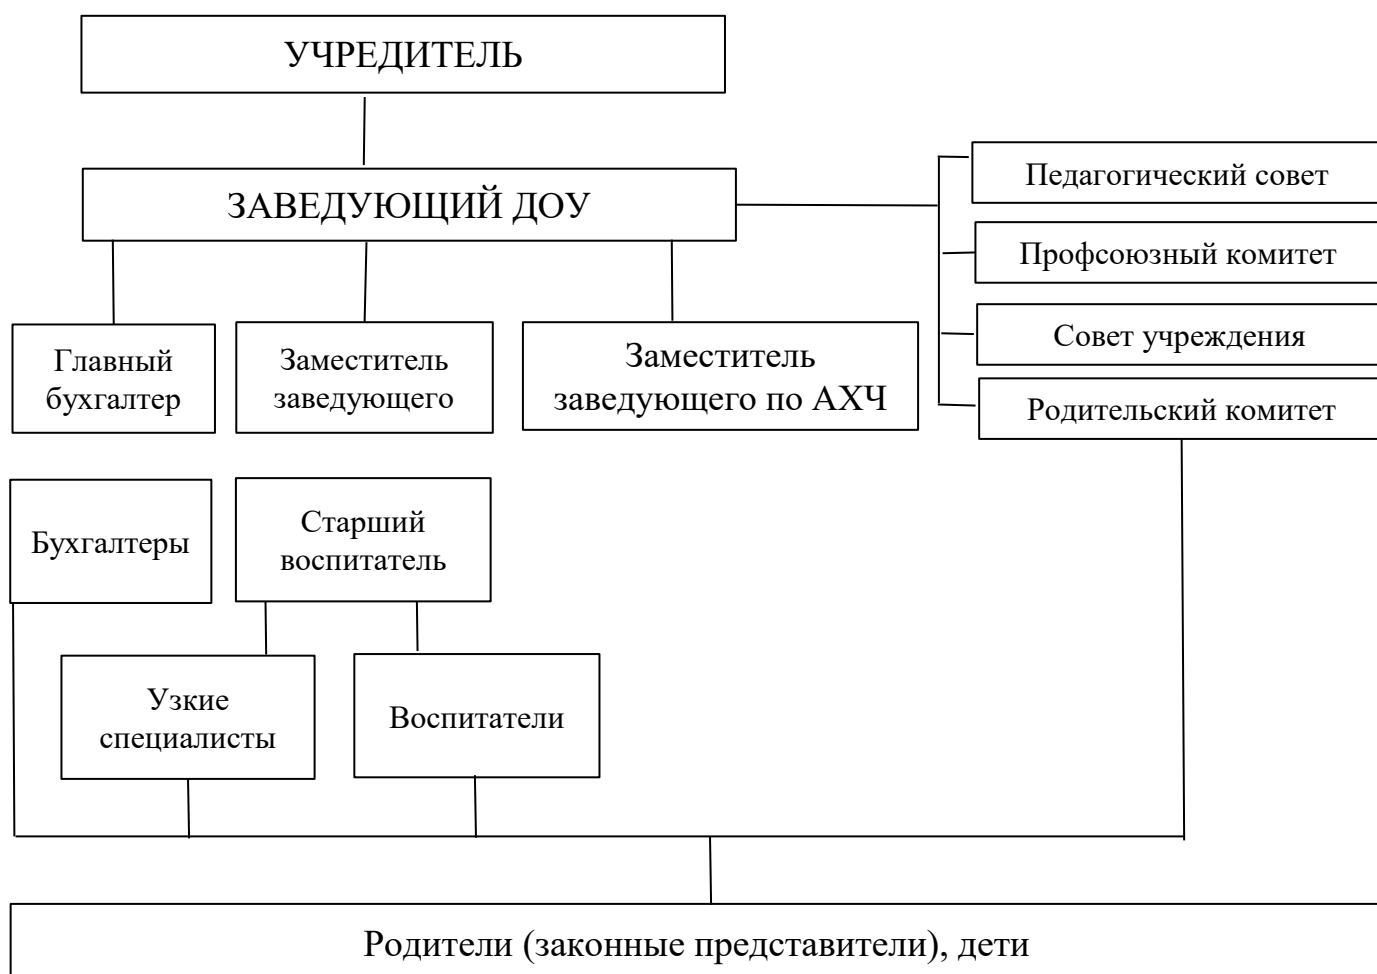 УЧРЕДИТЕЛЬ
ЗАВЕДУЮЩИЙ ДОУ
Педагогический совет
Профсоюзный комитет
Совет учреждения
Родительский комитет
Главный
бухгалтер
Заместитель
заведующего
Заместитель
заведующего по АХЧ
Бухгалтеры
Старший
воспитатель
Узкие
специалисты
Воспитатели
Родители (законные представители), дети